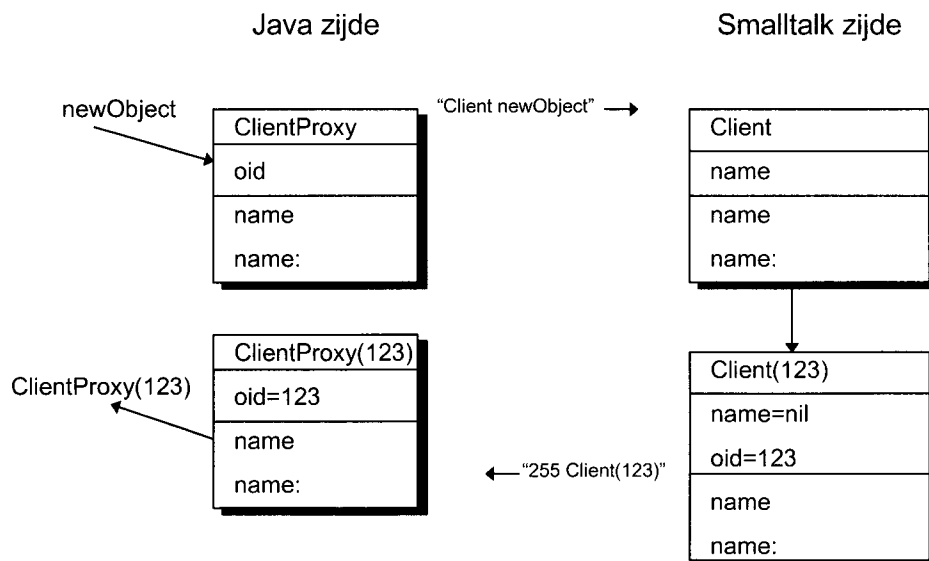 Java zijde
Smalltalk zijde
newObject
ClientProxy
oid
name
name:
“Client newObject”
Client
name
name
name:
ClientProxy(123)
ClientProxy(123)
oid=123
name
name:
“255 Client(123)”
Client(123)
name=nil
oid=123
name
name: